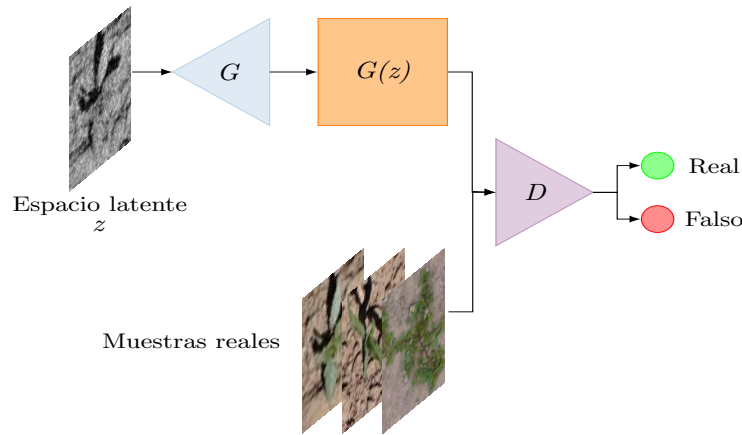 G
G(z)
Espacio latente
z
D
Real
Falso
Muestras reales